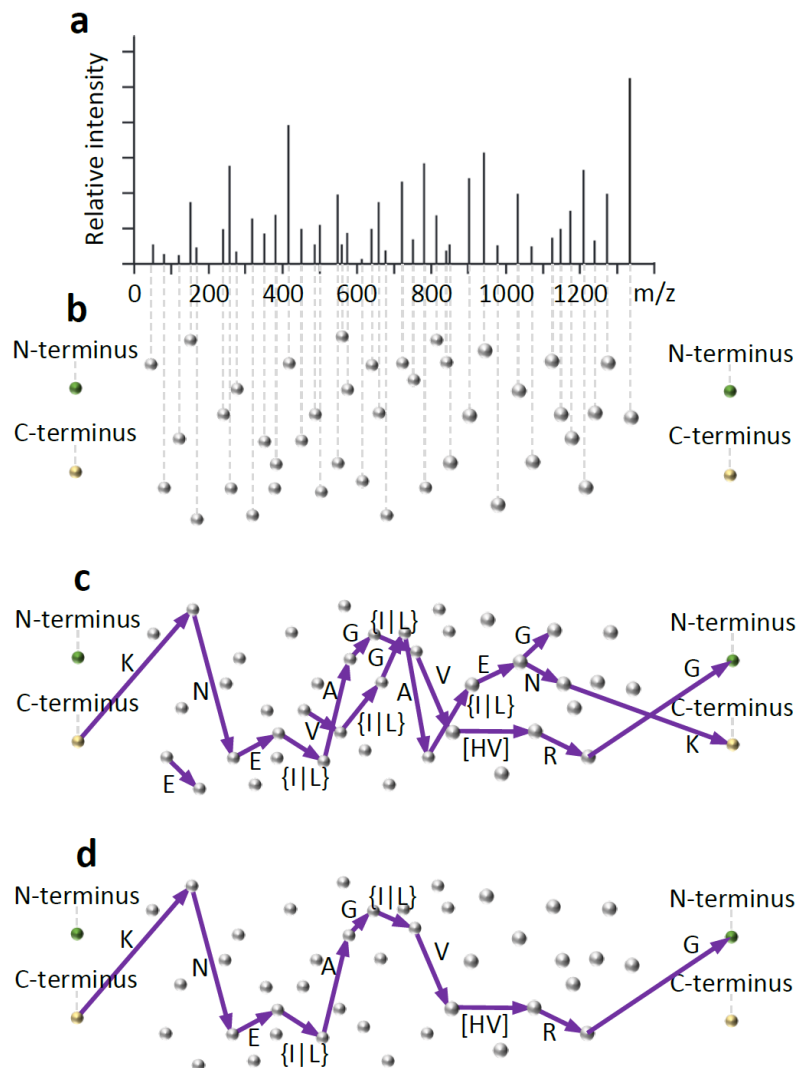 a
Relative intensity
0 200 400 600 800 1000 1200 m/z
b
N-terminus N-terminus
C-terminus C-terminus
c
N-terminus G {I|L} G N-terminus
K G E G
C-terminus N A A V N C-terminus
V {I|L} {I|L}
E [HV] R K
E {I|L}
d
N-terminus G {I|L} N-terminus
K V G
C-terminus N A C-terminus
E {I|L} [HV] R